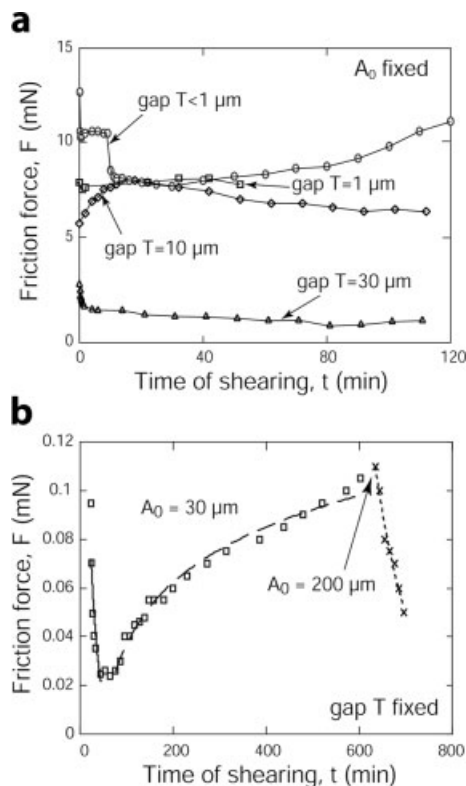 a
15
10
5
0
Friction force, F (mN)
A₀ fixed
gap T<1 µm
gap T=1 µm
gap T=10 µm
gap T=30 µm
0
40
80
120
Time of shearing, t (min)
b
0.12
0.1
0.08
0.06
0.04
0.02
0
Friction force, F (mN)
A₀ = 30 µm
A₀ = 200 µm
gap T fixed
0
200
400
600
800
Time of shearing, t (min)